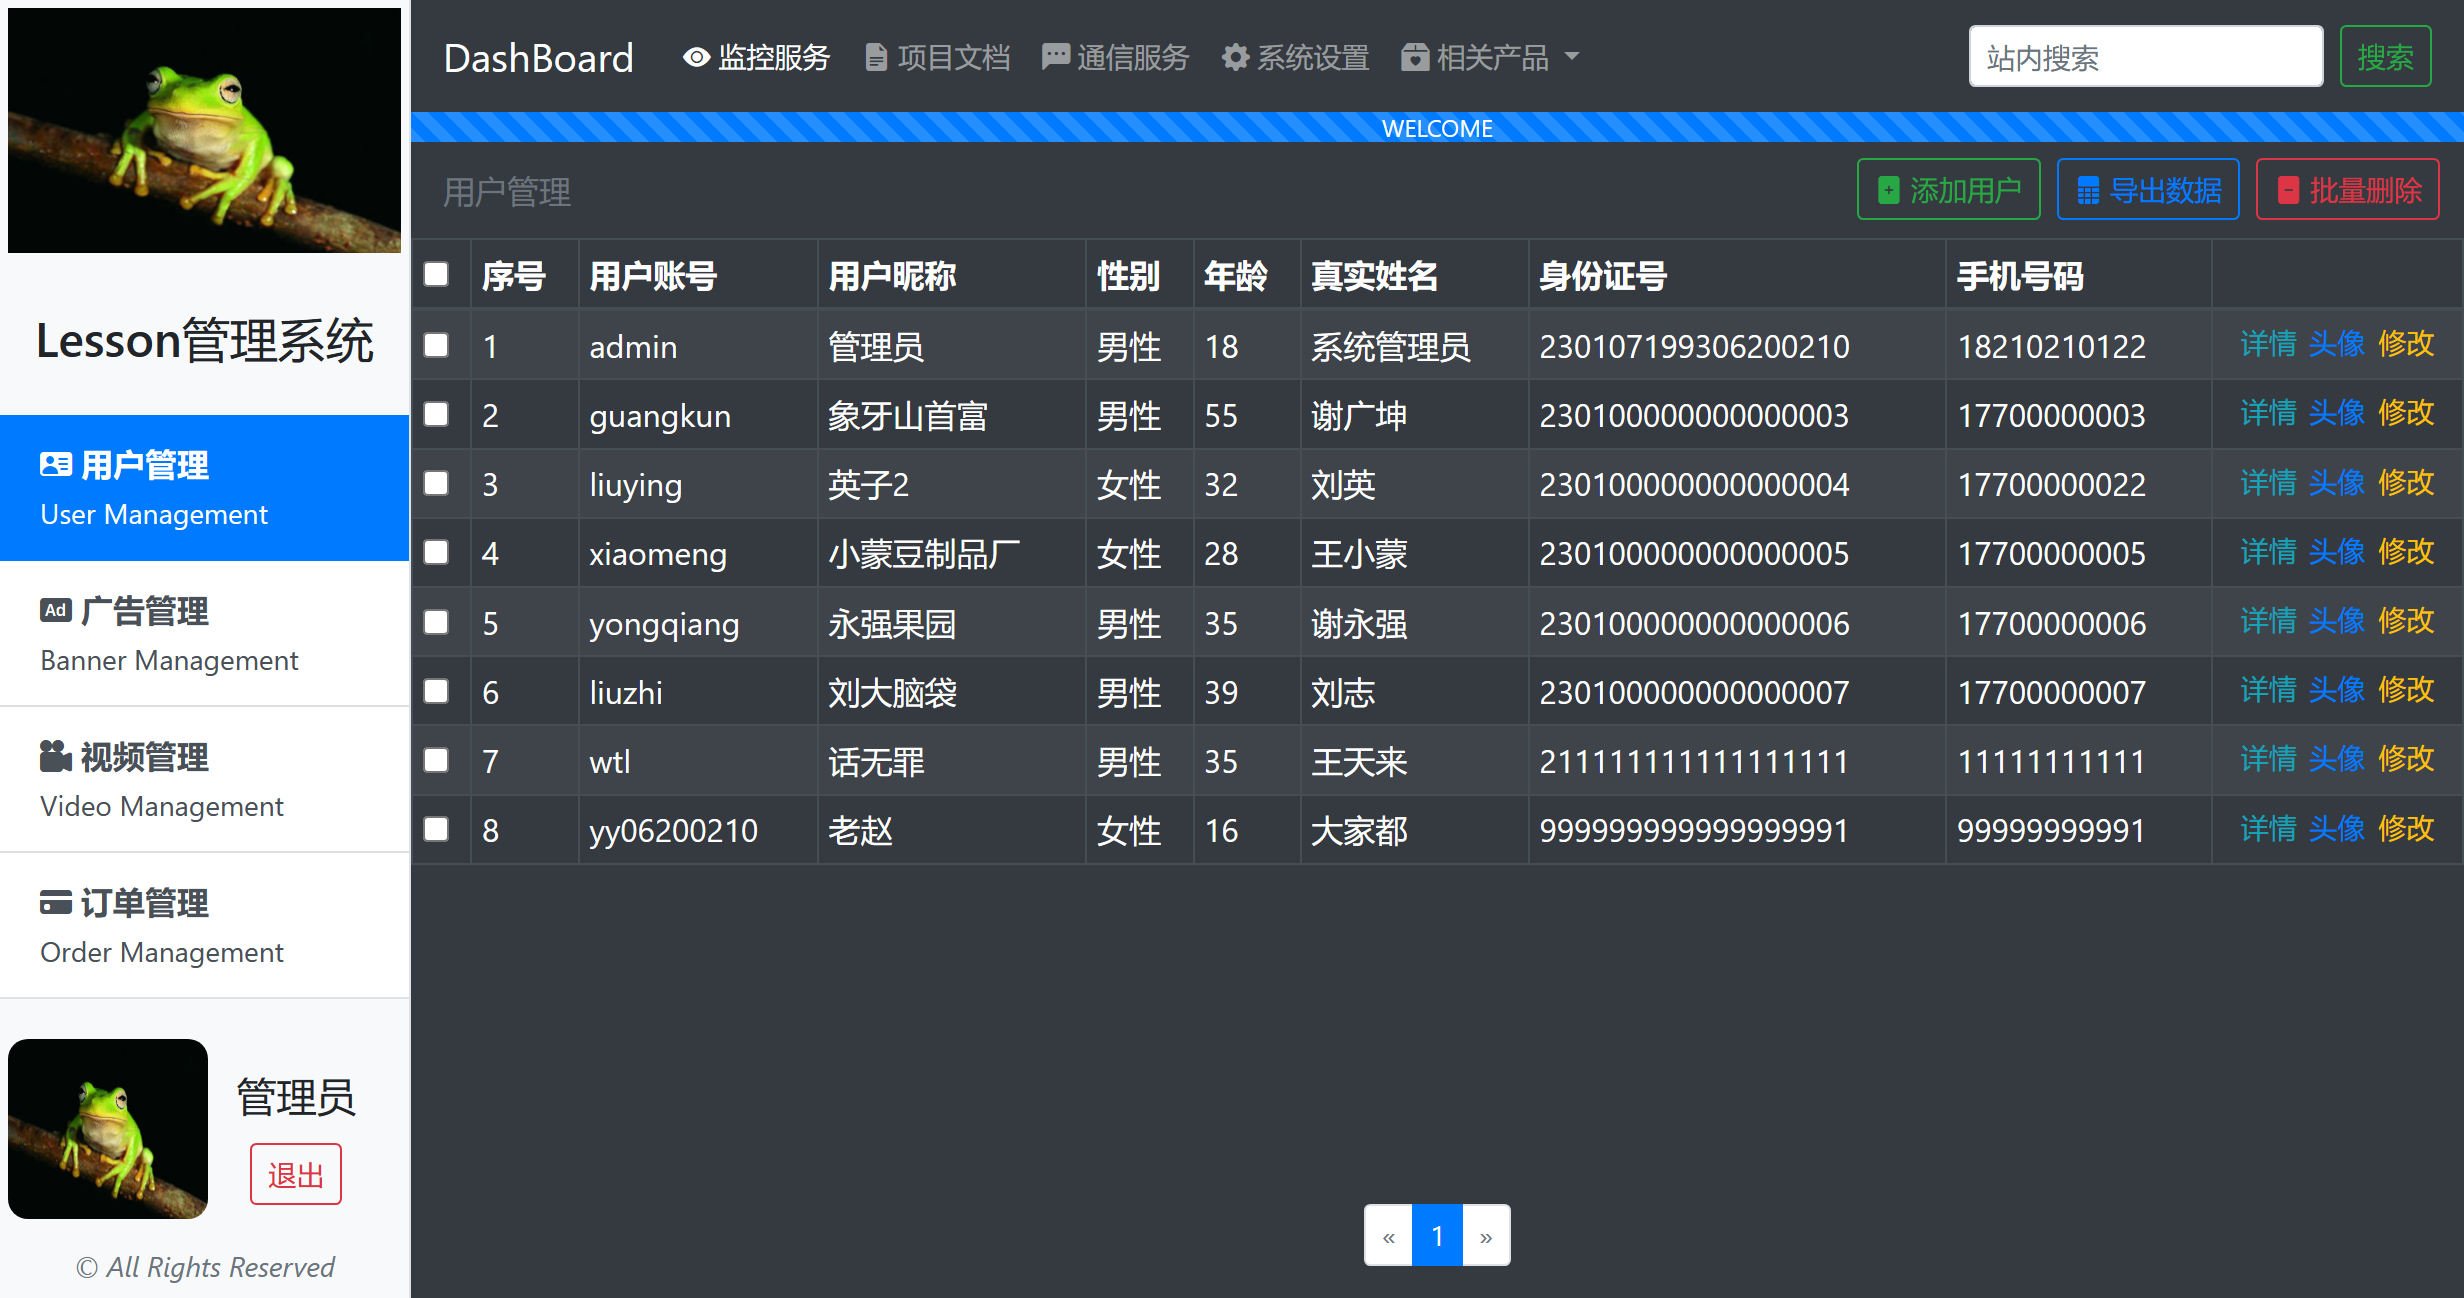 Lesson管理系统
用户管理
User Management
Ad 广告管理
Banner Management
视频管理
Video Management
订单管理
Order Management
管理员
退出
© All Rights Reserved
DashBoard 监控服务 项目文档 通信服务 系统设置 相关产品 站内搜索 搜索
WELCOME
用户管理 添加用户 导出数据 批量删除
序号 用户账号 用户昵称 性别 年龄 真实姓名 身份证号 手机号码
1 admin 管理员 男性 18 系统管理员 230107199306200210 18210210122 详情 头像 修改
2 guangkun 象牙山首富 男性 55 谢广坤 230100000000000003 17700000003 详情 头像 修改
3 liuying 英子2 女性 32 刘英 230100000000000004 17700000022 详情 头像 修改
4 xiaomeng 小蒙豆制品厂 女性 28 王小蒙 230100000000000005 17700000005 详情 头像 修改
5 yongqiang 永强果园 男性 35 谢永强 230100000000000006 17700000006 详情 头像 修改
6 liuzhi 刘大脑袋 男性 39 刘志 230100000000000007 17700000007 详情 头像 修改
7 wtl 话无罪 男性 35 王天来 211111111111111111 11111111111 详情 头像 修改
8 yy06200210 老赵 女性 16 大家都 999999999999999991 99999999991 详情 头像 修改
« 1 »